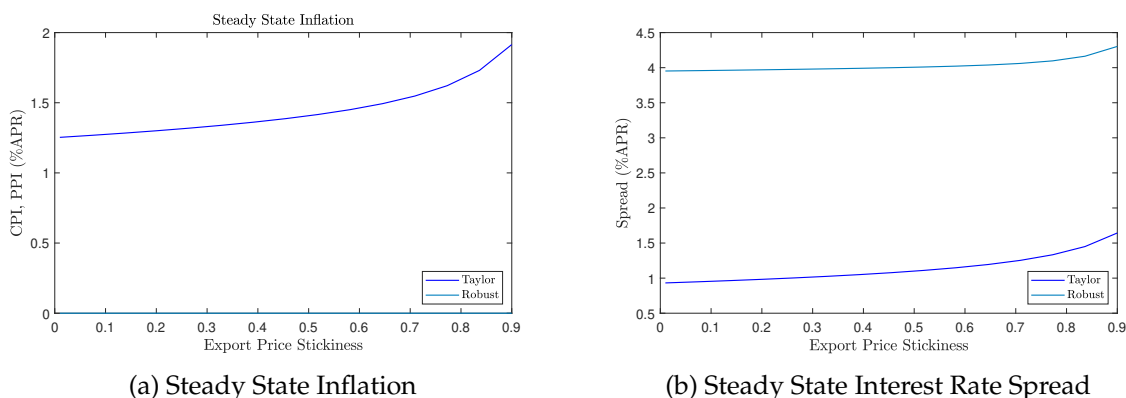 Steady State Inflation
CPI, PPI (%APR)
2
1.5
1
0.5
0
0 0.1 0.2 0.3 0.4 0.5 0.6 0.7 0.8 0.9
Export Price Stickiness
Taylor
Robust
(a) Steady State Inflation
Spread (%APR)
4.5
4
3.5
3
2.5
2
1.5
1
0.5
0 0.1 0.2 0.3 0.4 0.5 0.6 0.7 0.8 0.9
Export Price Stickiness
Taylor
Robust
(b) Steady State Interest Rate Spread